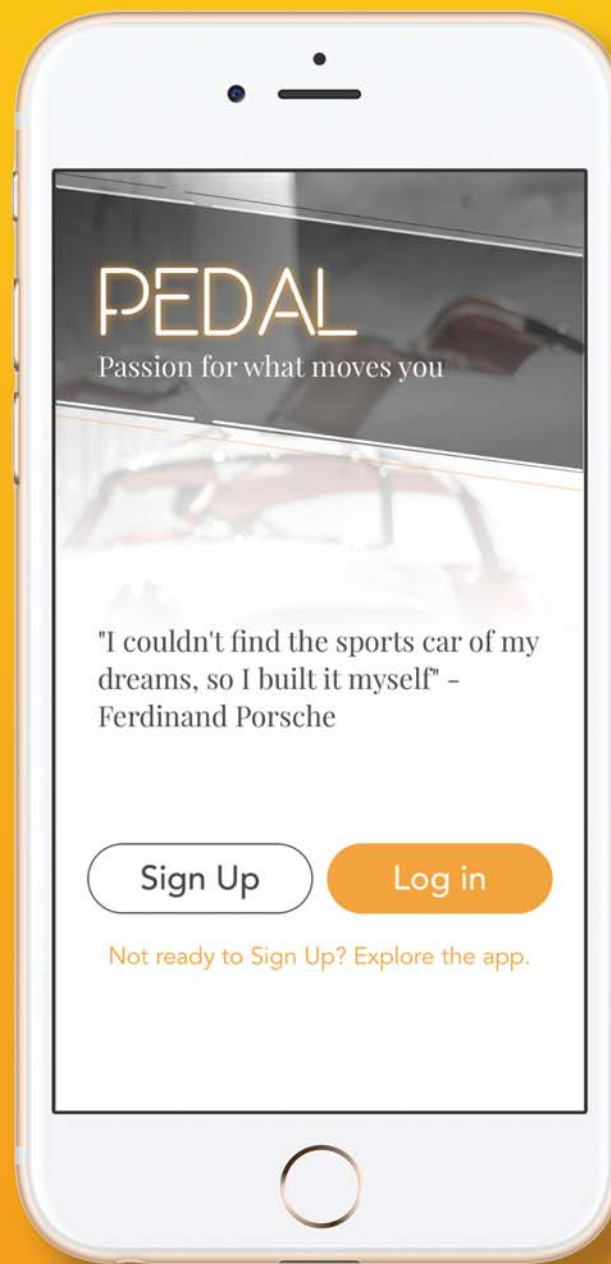 PEDAL
Passion for what moves you
"I couldn't find the sports car of my
dreams, so I built it myself" -
Ferdinand Porsche
Sign Up
Log in
Not ready to Sign Up? Explore the app.